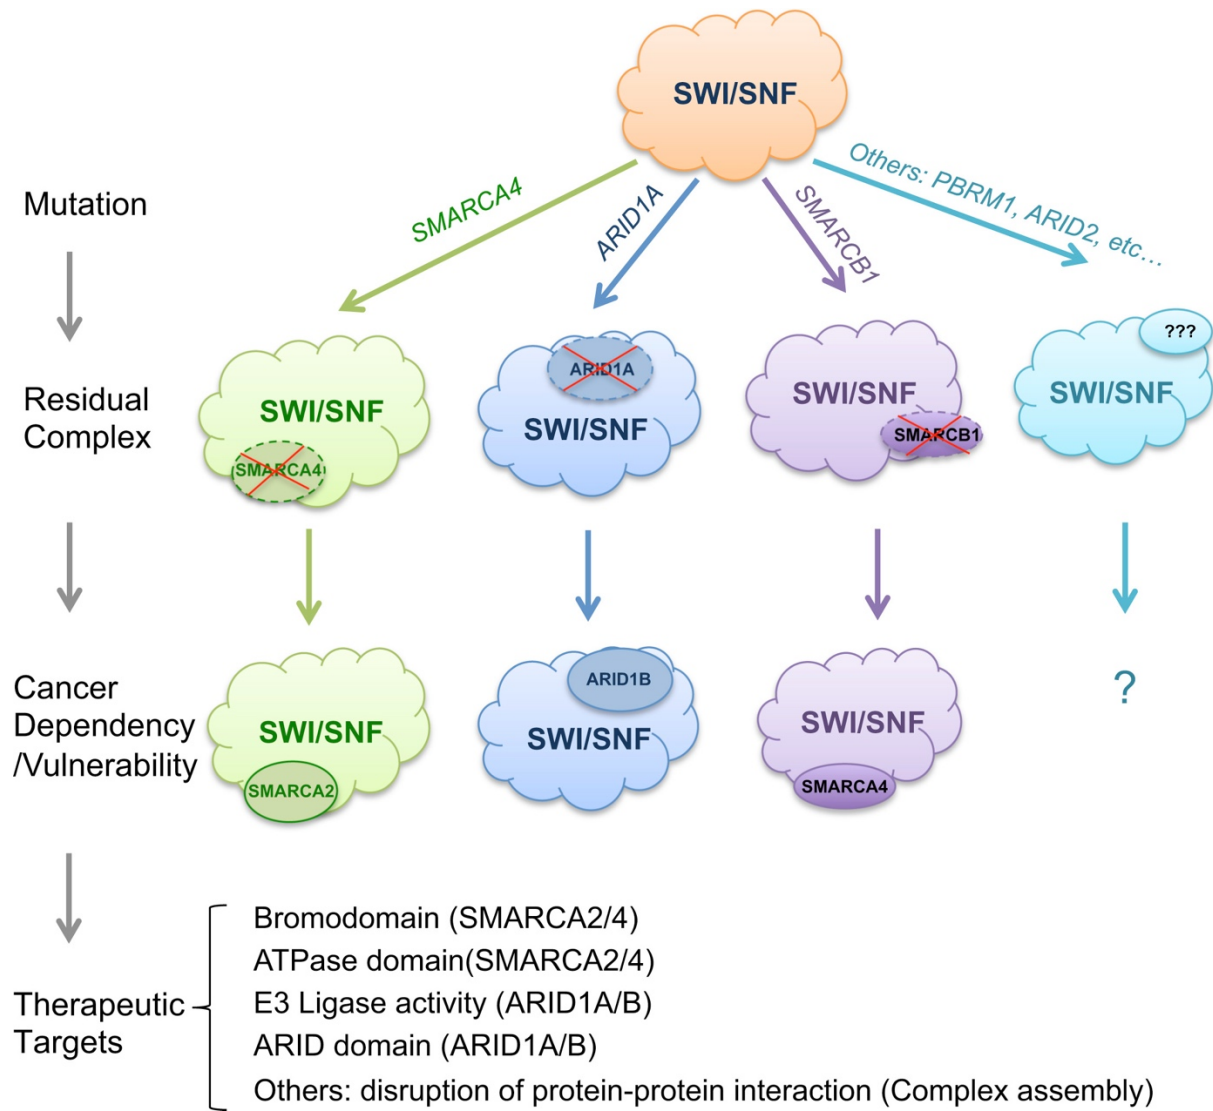 SWI/SNF
Mutation
SMARCA4
ARID1A
SMARCB1
Others: PBRM1, ARID2, etc...
Residual
Complex
SWI/SNF
SMARCA4
ARID1A
SWI/SNF
SWI/SNF
SMARCB1
???
SWI/SNF
Cancer
Dependency
/Vulnerability
SWI/SNF
SMARCA2
ARID1B
SWI/SNF
SWI/SNF
SMARCA4
?
Therapeutic
Targets
Bromodomain (SMARCA2/4)
ATPase domain(SMARCA2/4)
E3 Ligase activity (ARID1A/B)
ARID domain (ARID1A/B)
Others: disruption of protein-protein interaction (Complex assembly)